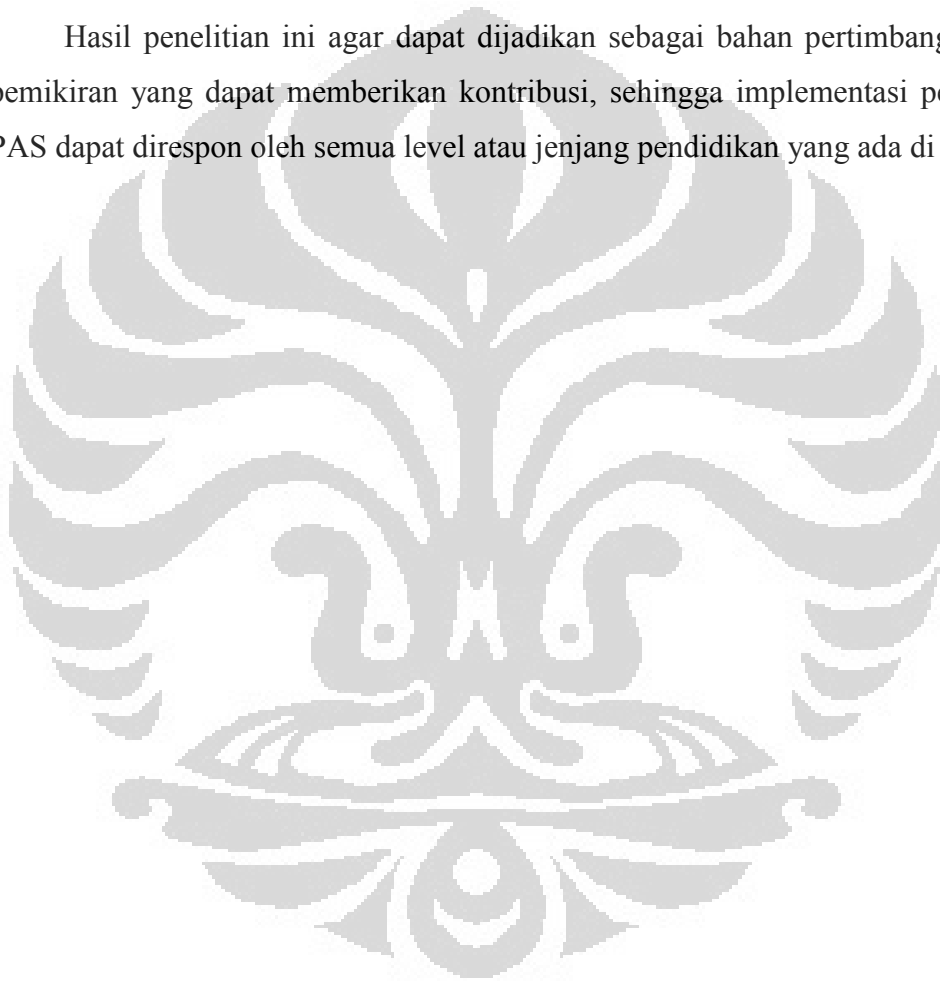 Hasil penelitian ini agar dapat dijadikan sebagai bahan pertimbang
pemikiran yang dapat memberikan kontribusi, sehingga implementasi pe
PAS dapat direspon oleh semua level atau jenjang pendidikan yang ada di